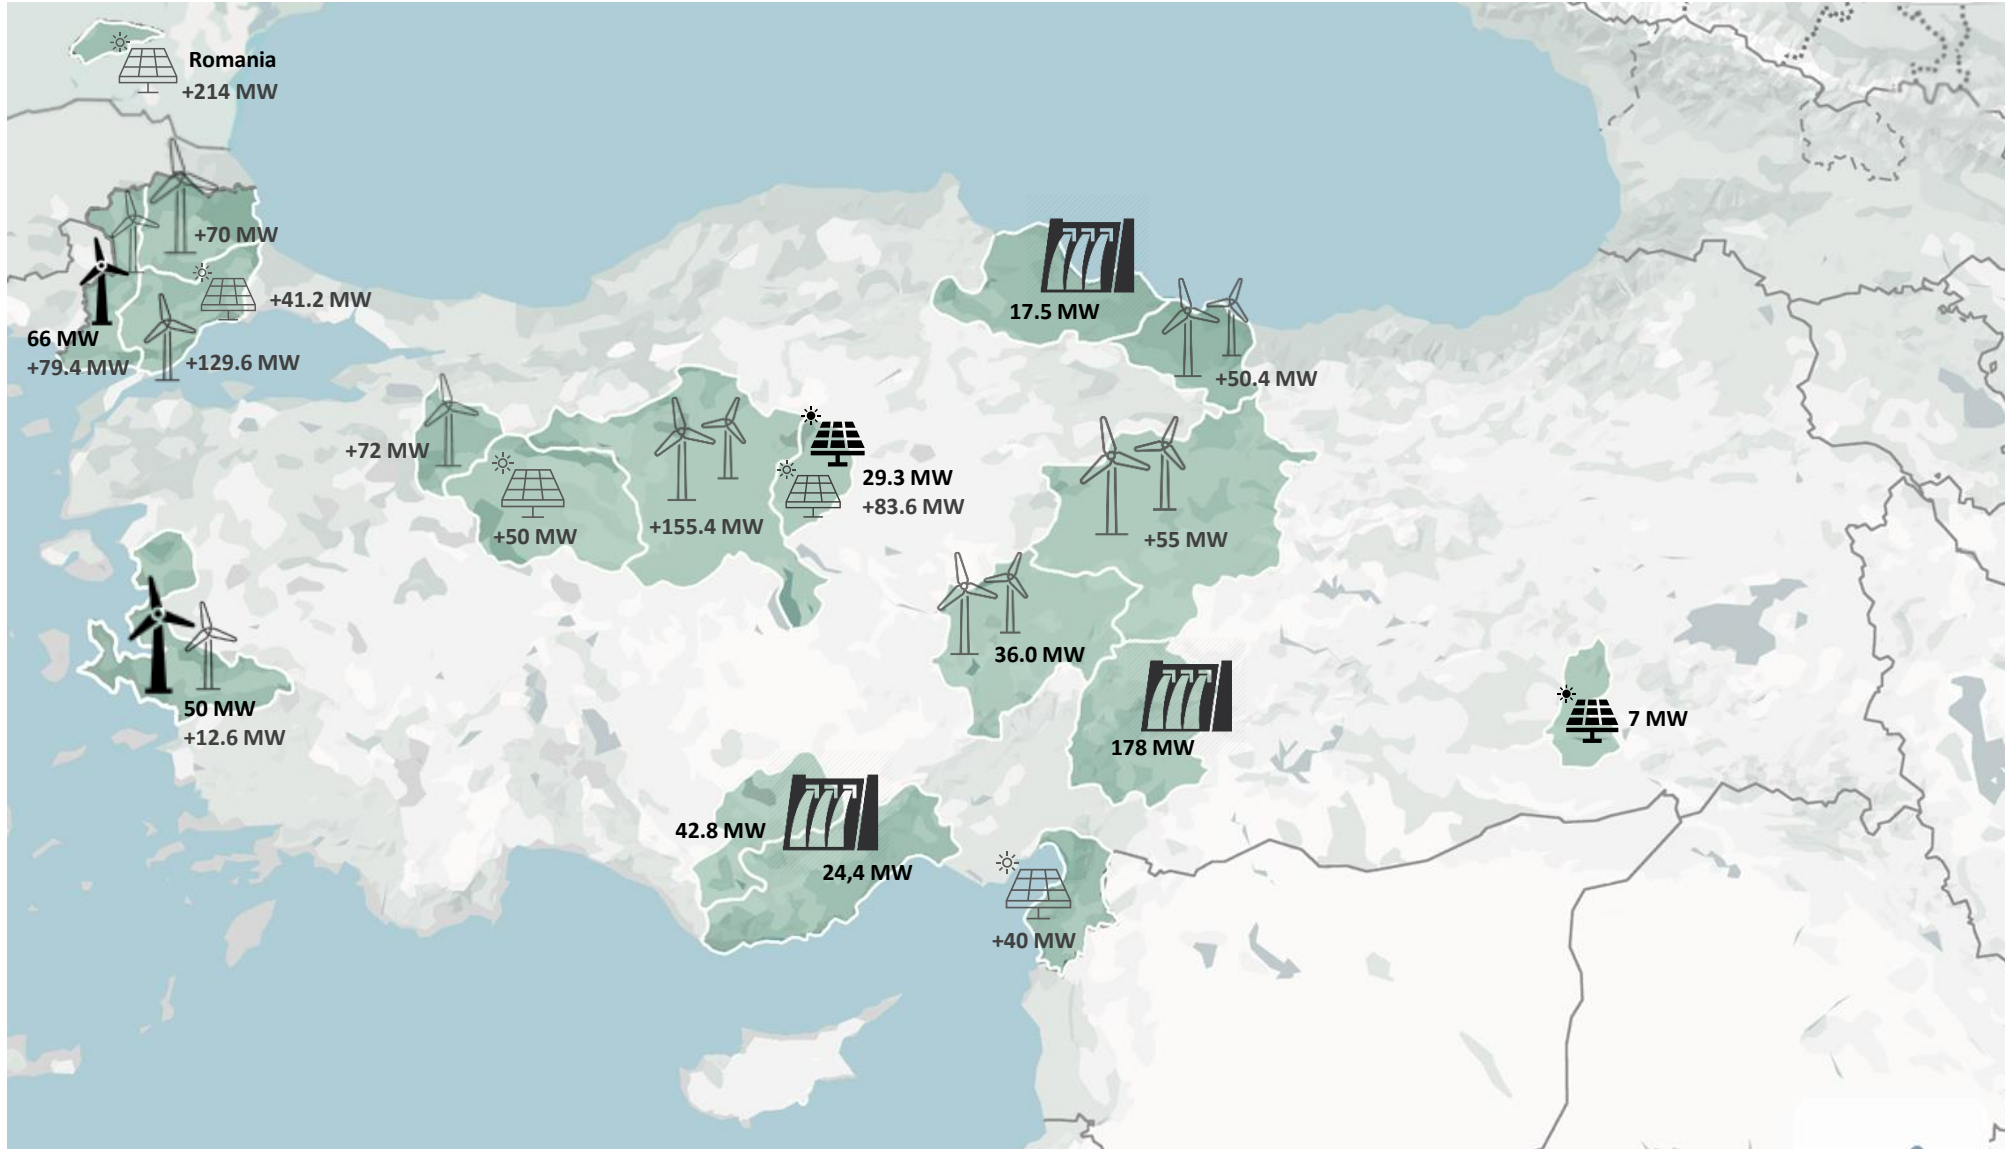 Romania
+214 MW
+70 MW
+41.2 MW
66 MW
+79.4 MW
+129.6 MW
17.5 MW
+50.4 MW
+72 MW
+50 MW
+155.4 MW
29.3 MW
+83.6 MW
+55 MW
36.0 MW
50 MW
+12.6 MW
178 MW
7 MW
42.8 MW
24,4 MW
+40 MW